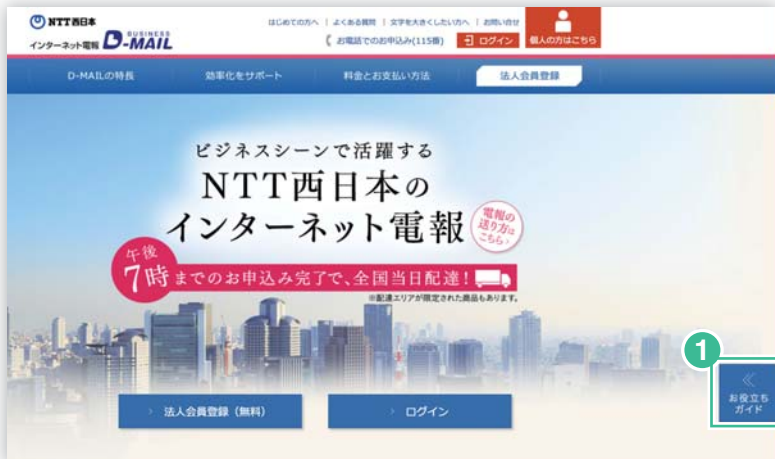 NTT西日本
はじめての方へ | よくある質問 | 文字を大きくしたい方へ | お問い合せ
インターネット電報 BUSINESS D-MAIL
お電話でのお申込み(115番)
ログイン
個人の方はこちら
D-MAILの特長
効率化をサポート
料金とお支払い方法
法人会員登録
ビジネスシーンで活躍する
NTT西日本の
インターネット電報
電報の
送り方は
こちら›
午後
7時までのお申込み完了で、全国当日配達!
※配達エリアが限定された商品もあります。
1
《
お役立ち
ガイド
› 法人会員登録(無料)
› ログイン